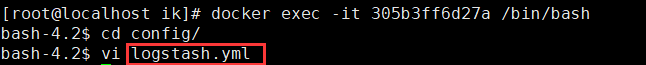 [root@localhost ik]# docker exec -it 305b3ff6d27a /bin/bash
bash-4.2$ cd config/
bash-4.2$ vi logstash.yml